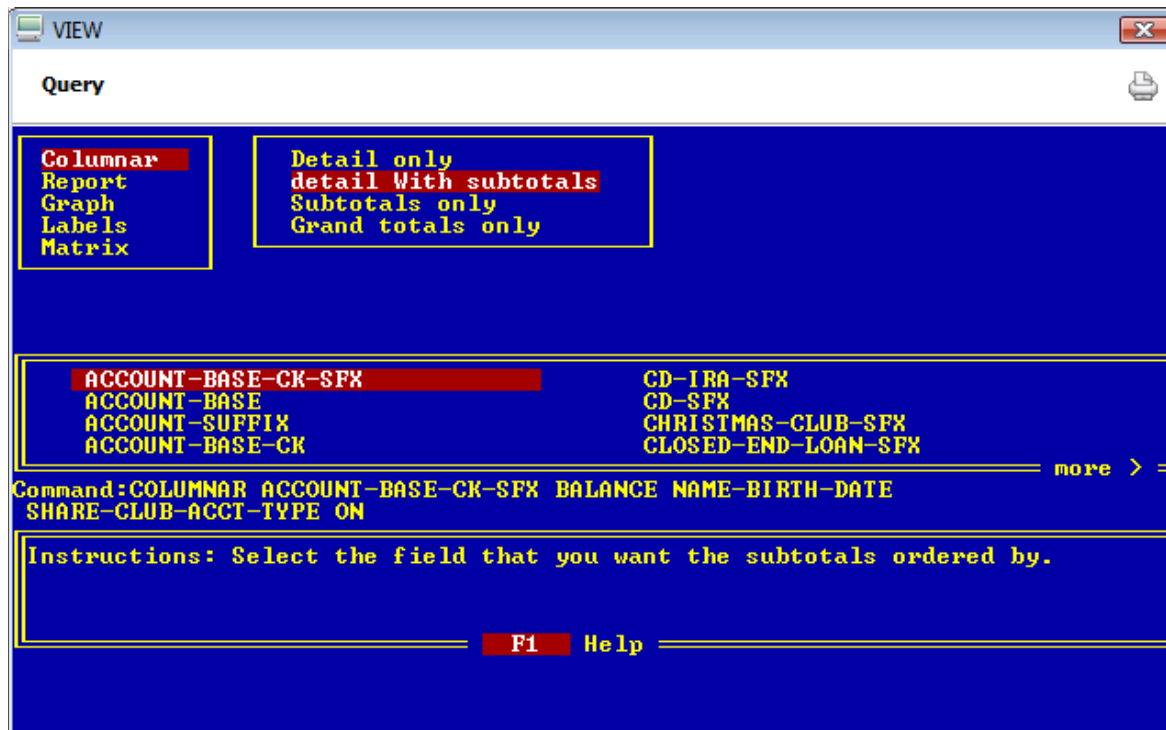 VIEW
Query
Columnar
Report
Graph
Labels
Matrix
Detail only
detail With subtotals
Subtotals only
Grand totals only
ACCOUNT-BASE-CK-SFX CD-IRA-SFX
ACCOUNT-BASE CD-SFX
ACCOUNT-SUFFIX CHRISTMAS-CLUB-SFX
ACCOUNT-BASE-CK CLOSED-END-LOAN-SFX
more >
Command:COLUMNAR ACCOUNT-BASE-CK-SFX BALANCE NAME-BIRTH-DATE
SHARE-CLUB-ACCT-TYPE ON
Instructions: Select the field that you want the subtotals ordered by.
F1 Help